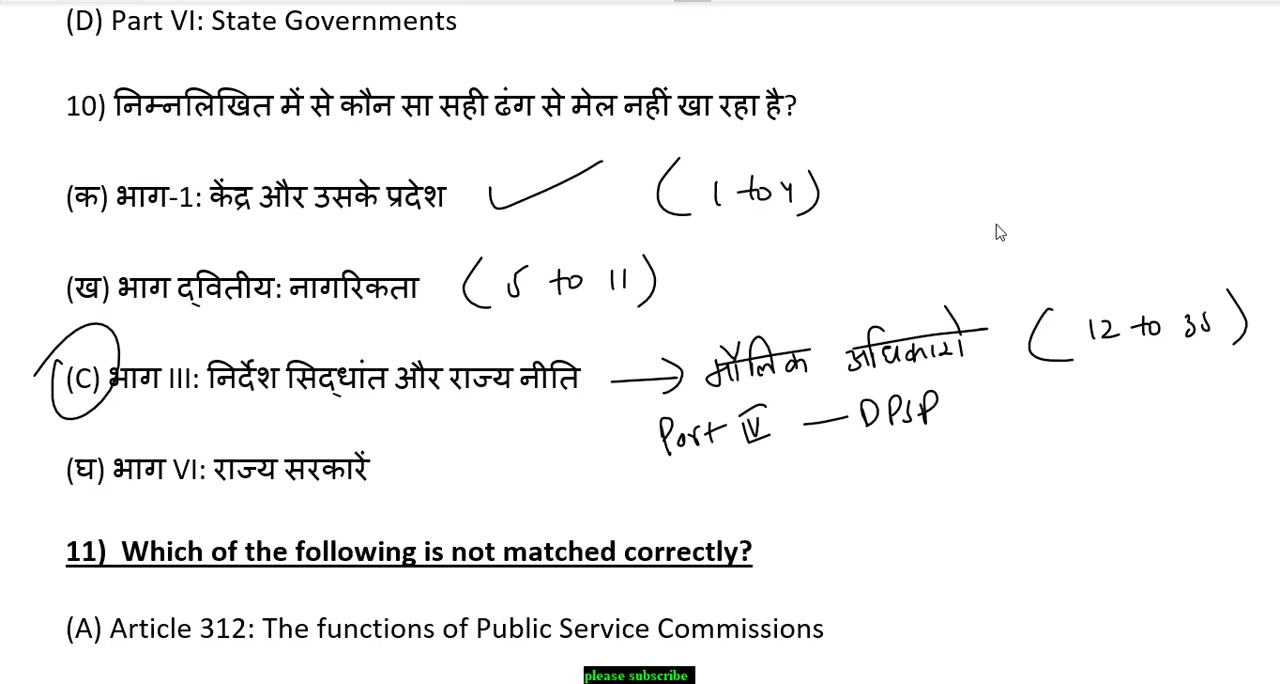 (D) Part VI: State Governments
10) निम्नलिखित में से कौन सा सही ढंग से मेल नहीं खा रहा है?
(क) भाग-1: केंद्र और उसके प्रदेश (1 to 4)
(ख) भाग द्वितीय: नागरिकता (5 to 11)
(C) भाग III: निर्देश सिद्धांत और राज्य नीति → मौलिक अधिकारों (12 to 35)
Part IV — DPSP
(घ) भाग VI: राज्य सरकारें
11) Which of the following is not matched correctly?
(A) Article 312: The functions of Public Service Commissions
please subscribe